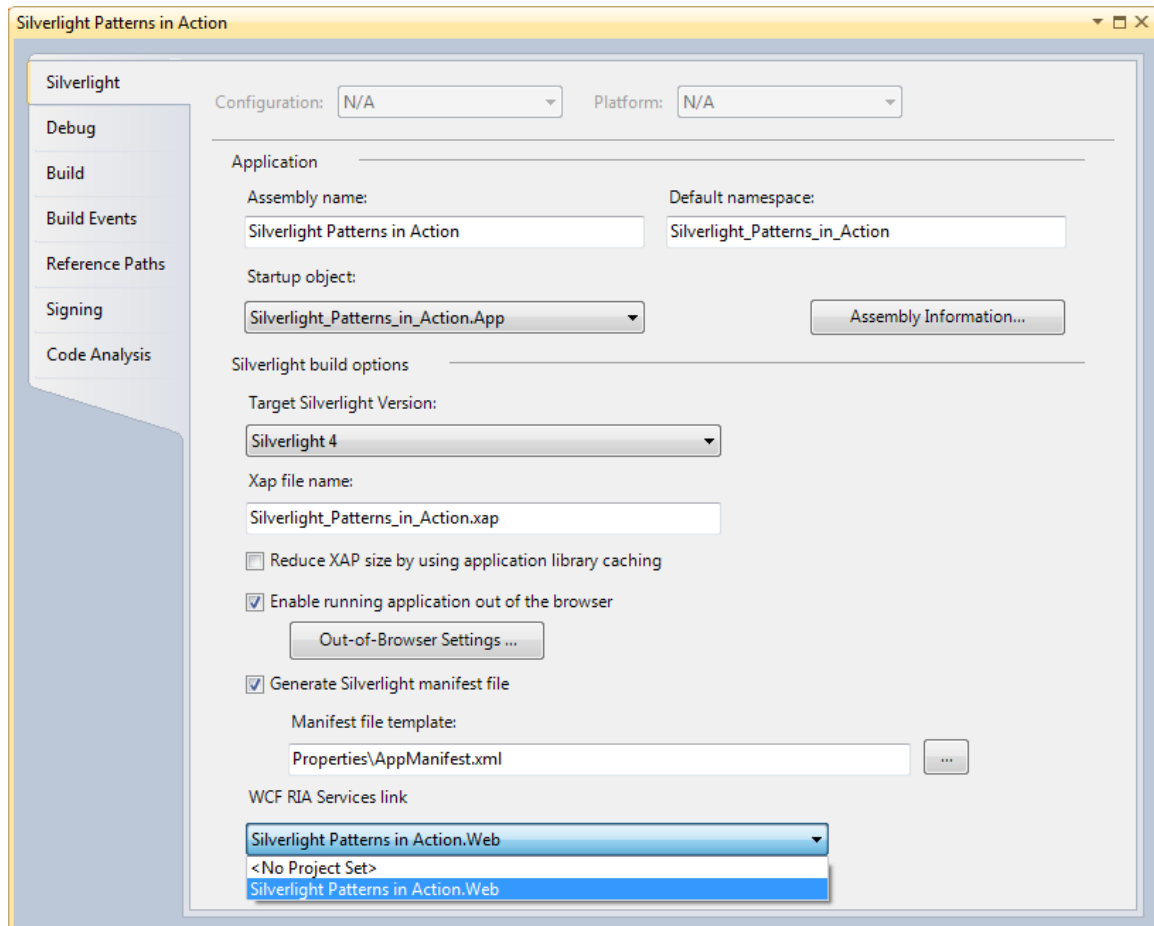 Silverlight Patterns in Action
Silverlight
Debug
Build
Build Events
Reference Paths
Signing
Code Analysis
Configuration: N/A Platform: N/A
Application
Assembly name: Default namespace:
Silverlight Patterns in Action Silverlight_Patterns_in_Action
Startup object:
Silverlight_Patterns_in_Action.App Assembly Information...
Silverlight build options
Target Silverlight Version:
Silverlight 4
Xap file name:
Silverlight_Patterns_in_Action.xap
Reduce XAP size by using application library caching
Enable running application out of the browser
Out-of-Browser Settings ...
Generate Silverlight manifest file
Manifest file template:
Properties\AppManifest.xml ...
WCF RIA Services link
Silverlight Patterns in Action.Web
<No Project Set>
Silverlight Patterns in Action.Web